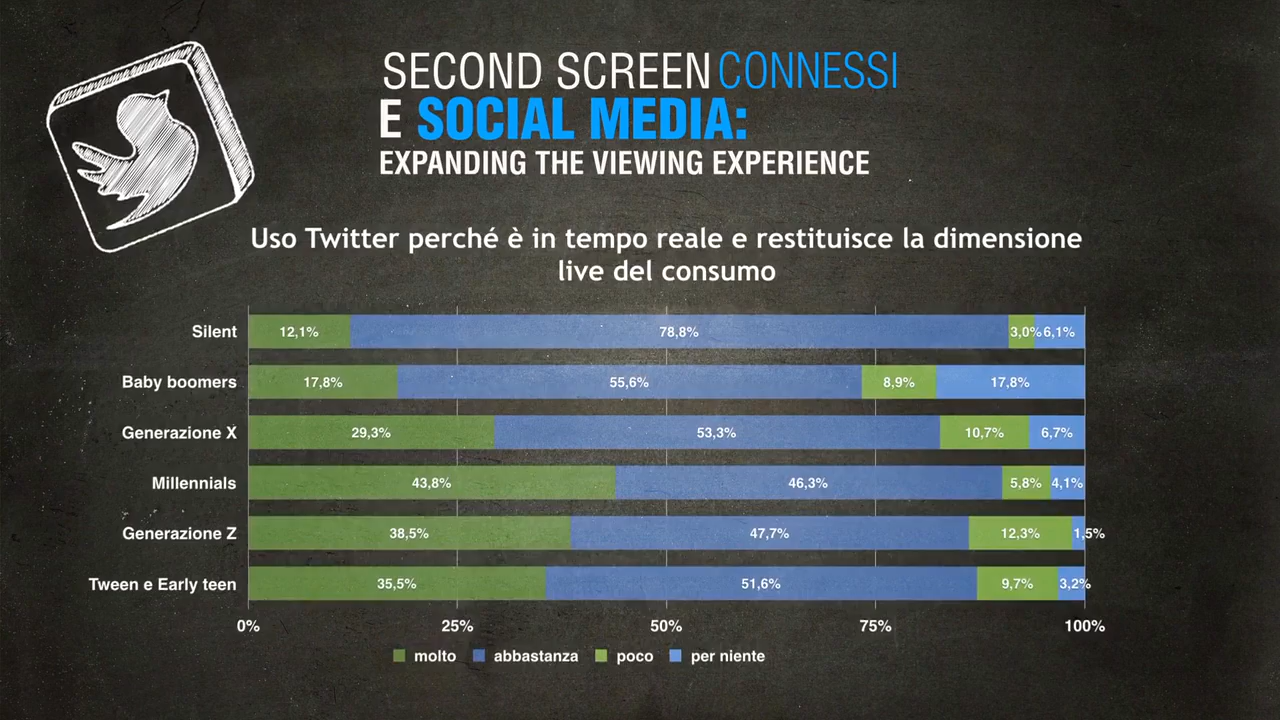 SECOND SCREEN CONNESSI
E SOCIAL MEDIA:
EXPANDING THE VIEWING EXPERIENCE
Uso Twitter perché è in tempo reale e restituisce la dimensione
live del consumo
Silent 12,1% 78,8% 3,0% 6,1%
Baby boomers 17,8% 55,6% 8,9% 17,8%
Generazione X 29,3% 53,3% 10,7% 6,7%
Millennials 43,8% 46,3% 5,8% 4,1%
Generazione Z 38,5% 47,7% 12,3% 1,5%
Tween e Early teen 35,5% 51,6% 9,7% 3,2%
0% 25% 50% 75% 100%
molto abbastanza poco per niente